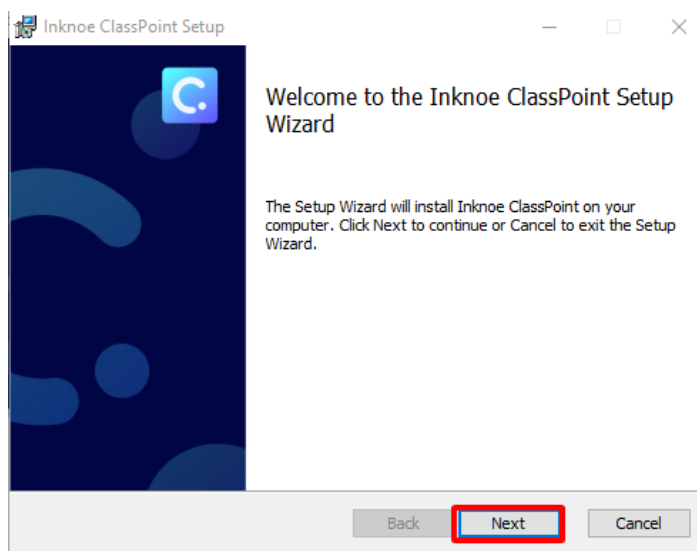 Inknoe ClassPoint Setup
C.
Welcome to the Inknoe ClassPoint Setup
Wizard
The Setup Wizard will install Inknoe ClassPoint on your
computer. Click Next to continue or Cancel to exit the Setup
Wizard.
Back Next Cancel